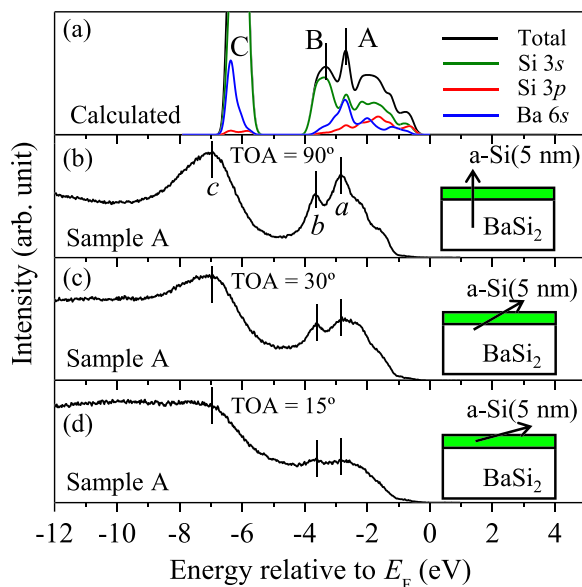 (a)
C
B
A
Total
Si 3s
Si 3p
Ba 6s
Calculated
(b)
TOA = 90º
c
b
a
Sample A
a-Si(5 nm)
BaSi2
(c)
TOA = 30º
Sample A
a-Si(5 nm)
BaSi2
(d)
TOA = 15º
Sample A
a-Si(5 nm)
BaSi2
Intensity (arb. unit)
-12 -10 -8 -6 -4 -2 0 2 4
Energy relative to EF (eV)